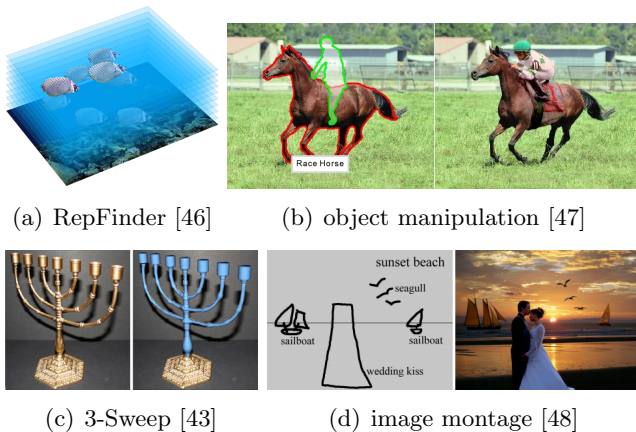 Race Horse
(a) RepFinder [46]
(b) object manipulation [47]
sunset beach
seagull
sailboat
sailboat
wedding kiss
(c) 3-Sweep [43]
(d) image montage [48]